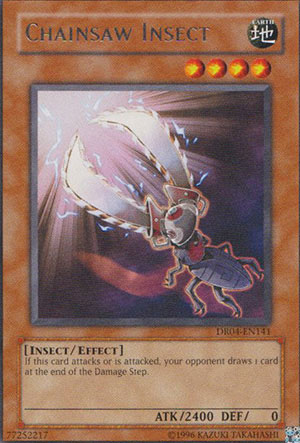 CHAINSAW INSECT
EARTH
地
DR04-EN141
[INSECT/EFFECT]
If this card attacks or is attacked, your opponent draws 1 card
at the end of the Damage Step.
ATK/2400 DEF/ 0
77252217
©1996 KAZUKI TAKAHASHI